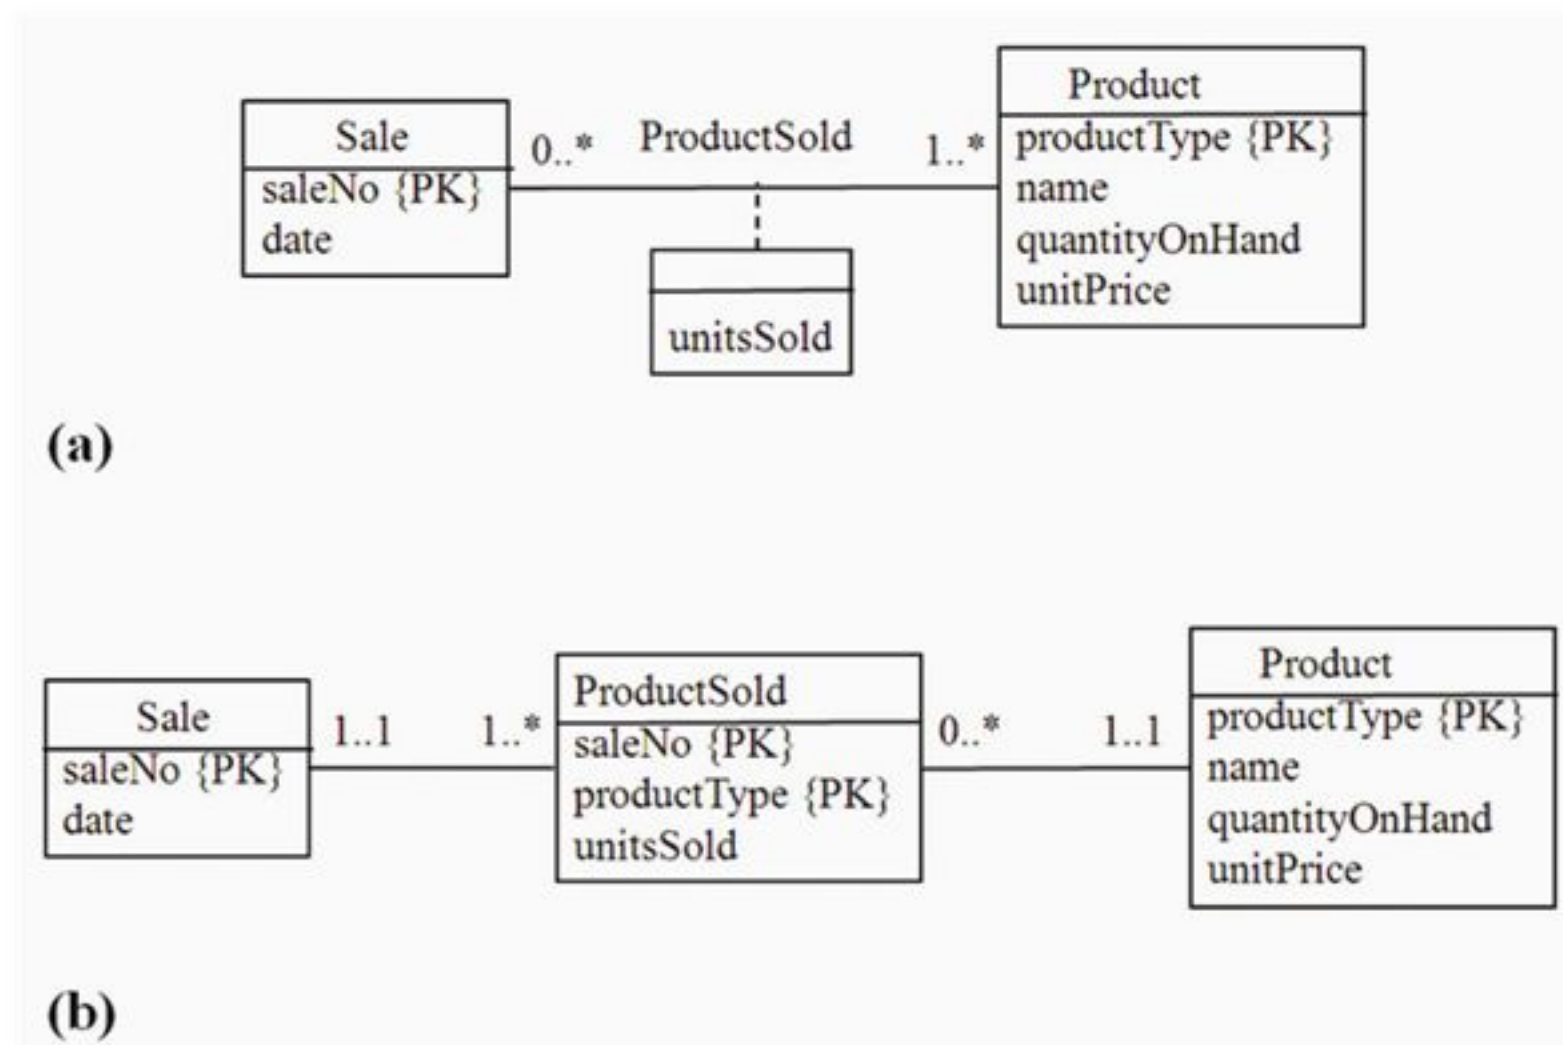 Sale
saleNo {PK}
date
0..*
ProductSold
1..*
unitsSold
Product
productType {PK}
name
quantityOnHand
unitPrice
(a)
Sale
saleNo {PK}
date
1..1
1..*
ProductSold
saleNo {PK}
productType {PK}
unitsSold
0..*
1..1
Product
productType {PK}
name
quantityOnHand
unitPrice
(b)